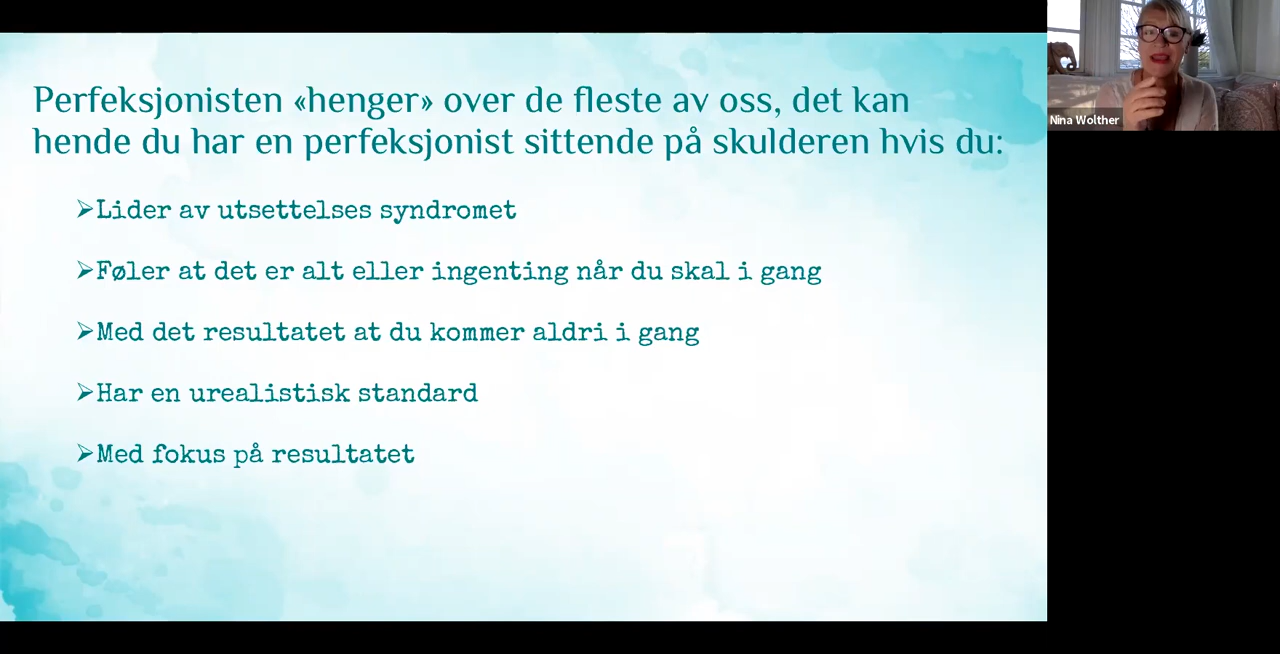 Perfeksjonisten «henger» over de fleste av oss, det kan
hende du har en perfeksjonist sittende på skulderen hvis du:
➢Lider av utsettelses syndromet
➢Føler at det er alt eller ingenting når du skal i gang
➢Med det resultatet at du kommer aldri i gang
➢Har en urealistisk standard
➢Med fokus på resultatet
Nina Wolther